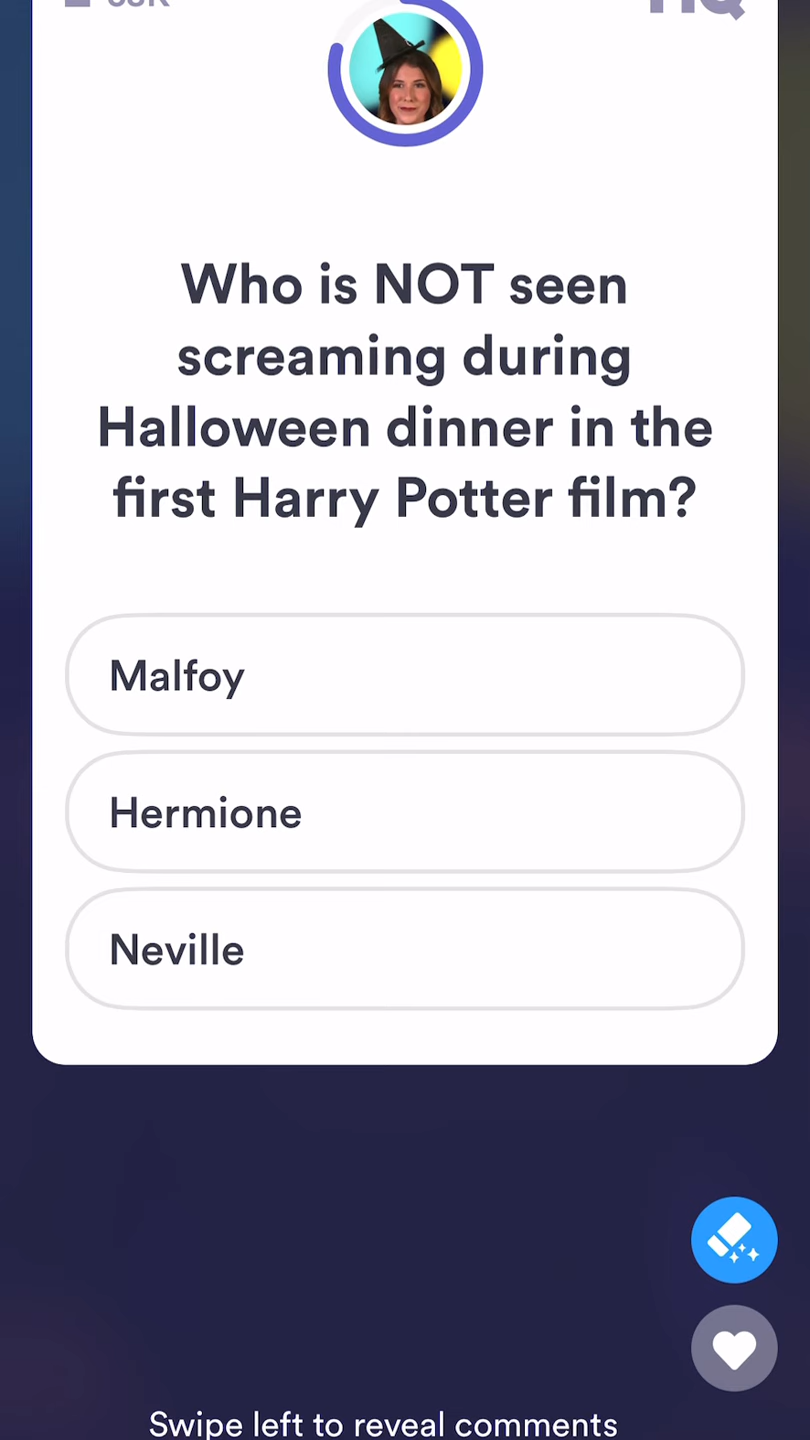 Who is NOT seen
screaming during
Halloween dinner in the
first Harry Potter film?
Malfoy
Hermione
Neville
Swipe left to reveal comments